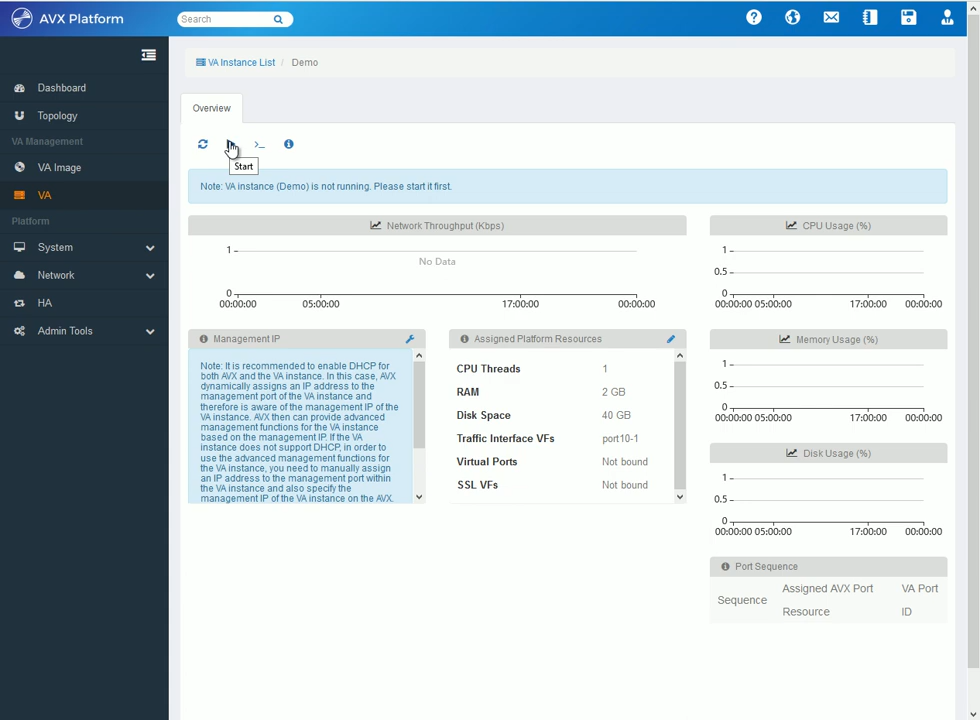 AVX Platform
Search
VA Instance List / Demo
Dashboard
Topology
VA Management
VA Image
VA
Platform
System
Network
HA
Admin Tools
Overview
Start
Note: VA instance (Demo) is not running. Please start it first.
Network Throughput (Kbps)
1
No Data
0
00:00:00 05:00:00 17:00:00 00:00:00
CPU Usage (%)
1
0.5
0
00:00:00 05:00:00 17:00:00 00:00:00
Management IP
Note: It is recommended to enable DHCP for
both AVX and the VA instance. In this case, AVX
dynamically assigns an IP address to the
management port of the VA instance and
therefore is aware of the management IP of the
VA instance. AVX then can provide advanced
management functions for the VA instance
based on the management IP. If the VA
instance does not support DHCP, in order to
use the advanced management functions for
the VA instance, you need to manually assign
an IP address to the management port within
the VA instance and also specify the
management IP of the VA instance on the AVX.
Assigned Platform Resources
CPU Threads 1
RAM 2 GB
Disk Space 40 GB
Traffic Interface VFs port10-1
Virtual Ports Not bound
SSL VFs Not bound
Memory Usage (%)
1
0.5
0
00:00:00 05:00:00 17:00:00 00:00:00
Disk Usage (%)
1
0.5
0
00:00:00 05:00:00 17:00:00 00:00:00
Port Sequence
Sequence
Assigned AVX Port
Resource
VA Port
ID